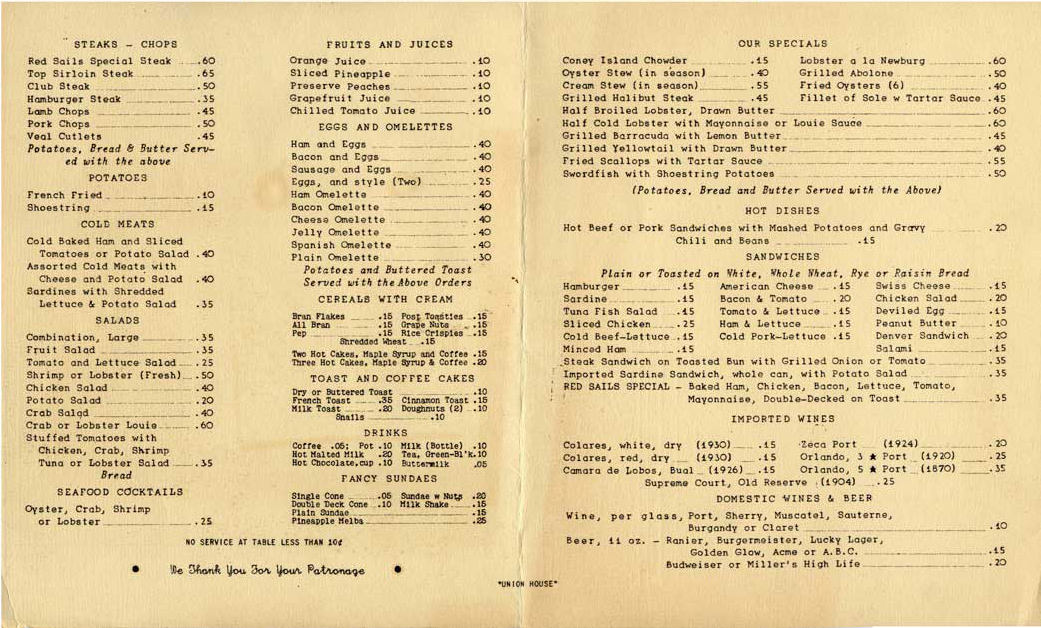 STEAKS - CHOPS
Red Sails Special Steak .60
Top Sirloin Steak .65
Club Steak .50
Hamburger Steak .35
Lamb Chops .45
Pork Chops .50
Veal Cutlets .45
Potatoes, Bread & Butter Serv-
ed with the above
POTATOES
French Fried .10
Shoestring .15
COLD MEATS
Cold Baked Ham and Sliced
Tomatoes or Potato Salad .40
Assorted Cold Meats with
Cheese and Potato Salad .40
Sardines with Shredded
Lettuce & Potato Salad .35
SALADS
Combination, Large .35
Fruit Salad .35
Tomato and Lettuce Salad .25
Shrimp or Lobster (Fresh) .50
Chicken Salad .40
Potato Salad .20
Crab Salad .40
Crab or Lobster Louie .60
Stuffed Tomatoes with
Chicken, Crab, Shrimp
Tuna or Lobster Salad .35
Bread
SEAFOOD COCKTAILS
Oyster, Crab, Shrimp
or Lobster .25
FRUITS AND JUICES
Orange Juice .10
Sliced Pineapple .10
Preserve Peaches .10
Grapefruit Juice .10
Chilled Tomato Juice .10
EGGS AND OMELETTES
Ham and Eggs .40
Bacon and Eggs .40
Sausage and Eggs .40
Eggs, and style (Two) .25
Ham Omelette .40
Bacon Omelette .40
Cheese Omelette .40
Jelly Omelette .40
Spanish Omelette .40
Plain Omelette .30
Potatoes and Buttered Toast
Served with the Above Orders
CEREALS WITH CREAM
Bran Flakes .15 Post Toasties .15
All Bran .15 Grape Nuts .15
Pep .15 Rice Crispies .15
Shredded Wheat .15
Two Hot Cakes, Maple Syrup and Coffee .15
Three Hot Cakes, Maple Syrup & Coffee .20
TOAST AND COFFEE CAKES
Dry or Buttered Toast .10
French Toast .35 Cinnamon Toast .15
Milk Toast .20 Doughnuts (2) .10
Snails .10
DRINKS
Coffee .05; Pot .10 Milk (Bottle) .10
Hot Malted Milk .20 Tea, Green-Bl'k .10
Hot Chocolate,cup .10 Buttermilk .05
FANCY SUNDAES
Single Cone .05 Sundae w Nuts .20
Double Deck Cone .10 Milk Shake .15
Plain Sundae .15
Pineapple Melba .25
NO SERVICE AT TABLE LESS THAN 10¢
We Thank You For Your Patronage
"UNION HOUSE"
OUR SPECIALS
Coney Island Chowder .15 Lobster a la Newburg .60
Oyster Stew (in season) .40 Grilled Abolone .50
Cream Stew (in season) .55 Fried Oysters (6) .40
Grilled Halibut Steak .45 Fillet of Sole w Tartar Sauce .45
Half Broiled Lobster, Drawn Butter .60
Half Cold Lobster with Mayonnaise or Louie Sauce .60
Grilled Barracuda with Lemon Butter .45
Grilled Yellowtail with Drawn Butter .40
Fried Scallops with Tartar Sauce .55
Swordfish with Shoestring Potatoes .50
(Potatoes, Bread and Butter Served with the Above)
HOT DISHES
Hot Beef or Pork Sandwiches with Mashed Potatoes and Gravy .20
Chili and Beans .15
SANDWICHES
Plain or Toasted on White, Whole Wheat, Rye or Raisin Bread
Hamburger .15 American Cheese .15 Swiss Cheese .15
Sardine .15 Bacon & Tomato .20 Chicken Salad .20
Tuna Fish Salad .15 Tomato & Lettuce .15 Deviled Egg .15
Sliced Chicken .25 Ham & Lettuce .15 Peanut Butter .10
Cold Beef-Lettuce .15 Cold Pork-Lettuce .15 Denver Sandwich .20
Minced Ham .15 Salami .15
Steak Sandwich on Toasted Bun with Grilled Onion or Tomato .35
Imported Sardine Sandwich, whole can, with Potato Salad .35
RED SAILS SPECIAL - Baked Ham, Chicken, Bacon, Lettuce, Tomato,
Mayonnaise, Double-Decked on Toast .35
IMPORTED WINES
Colares, white, dry (1930) .15 Zeca Port (1924) .20
Colares, red, dry (1930) .15 Orlando, 3 ★ Port (1920) .25
Camara de Lobos, Bual (1926) .15 Orlando, 5 ★ Port (1870) .35
Supreme Court, Old Reserve (1904) .25
DOMESTIC WINES & BEER
Wine, per glass, Port, Sherry, Muscatel, Sauterne,
Burgandy or Claret .10
Beer, 11 oz. - Ranier, Burgermeister, Lucky Lager,
Golden Glow, Acme or A.B.C. .15
Budweiser or Miller's High Life .20